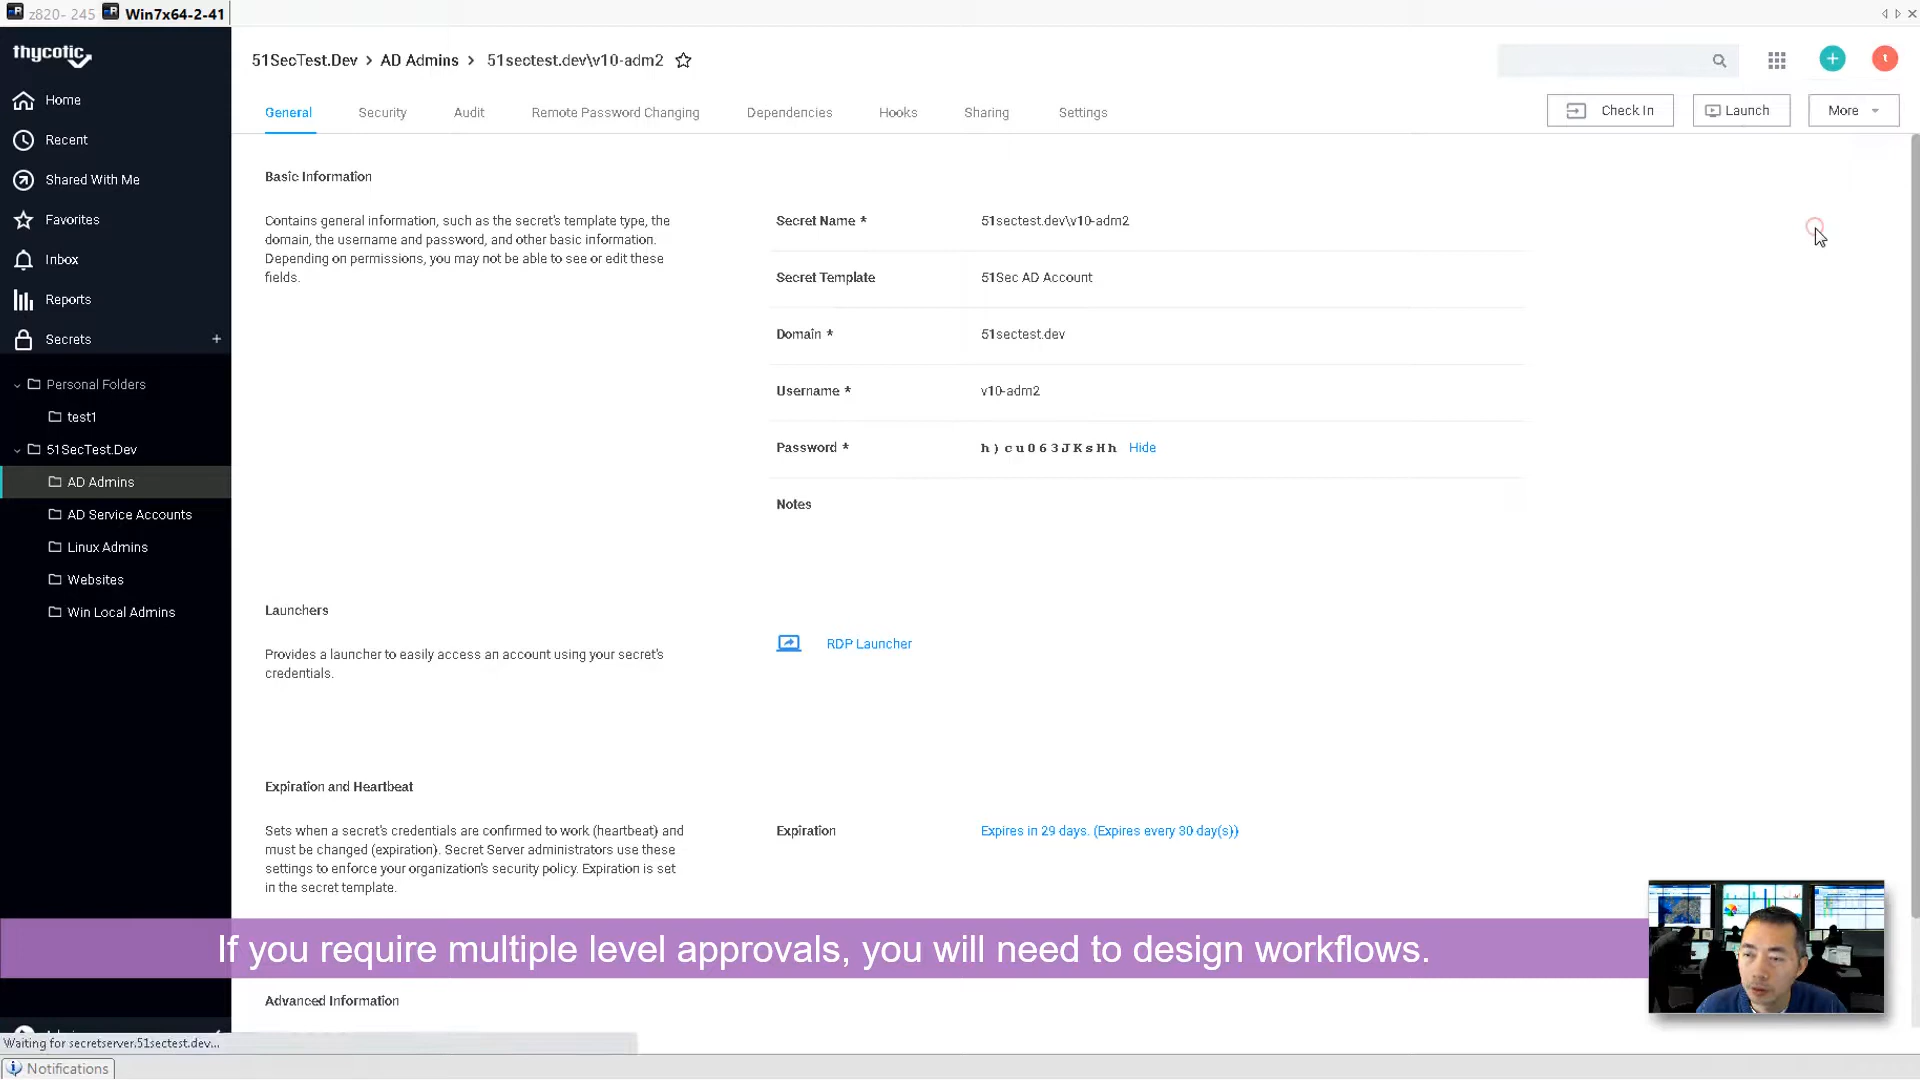 z820- 245 Win7x64-2-41
thycotic
Home
Recent
Shared With Me
Favorites
Inbox
Reports
Secrets +
Personal Folders
test1
51SecTest.Dev
AD Admins
AD Service Accounts
Linux Admins
Websites
Win Local Admins
51SecTest.Dev > AD Admins > 51sectest.dev\v10-adm2
t
General Security Audit Remote Password Changing Dependencies Hooks Sharing Settings
Check In Launch More
Basic Information
Contains general information, such as the secret's template type, the
domain, the username and password, and other basic information.
Depending on permissions, you may not be able to see or edit these
fields.
Secret Name * 51sectest.dev\v10-adm2
Secret Template 51Sec AD Account
Domain * 51sectest.dev
Username * v10-adm2
Password * h)cu063JKsHh Hide
Notes
Launchers
Provides a launcher to easily access an account using your secret's
credentials.
RDP Launcher
Expiration and Heartbeat
Sets when a secret's credentials are confirmed to work (heartbeat) and
must be changed (expiration). Secret Server administrators use these
settings to enforce your organization's security policy. Expiration is set
in the secret template.
Expiration Expires in 29 days. (Expires every 30 day(s))
If you require multiple level approvals, you will need to design workflows.
Advanced Information
Waiting for secretserver.51sectest.dev...
Notifications